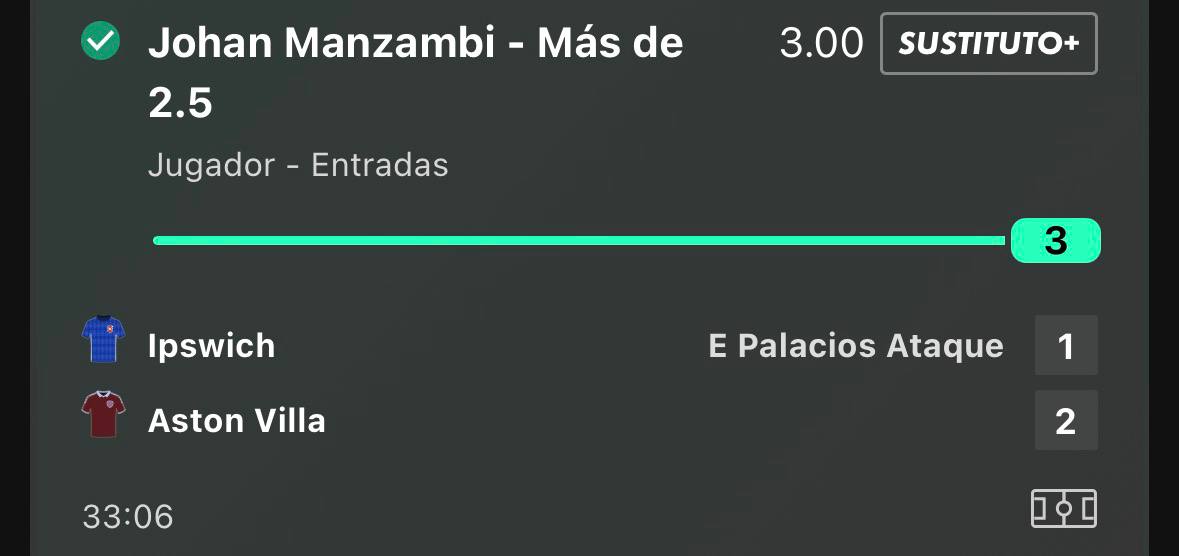 Johan Manzambi - Más de 3.00 SUSTITUTO+
2.5
Jugador - Entradas
3
Ipswich E Palacios Ataque 1
Aston Villa 2
33:06